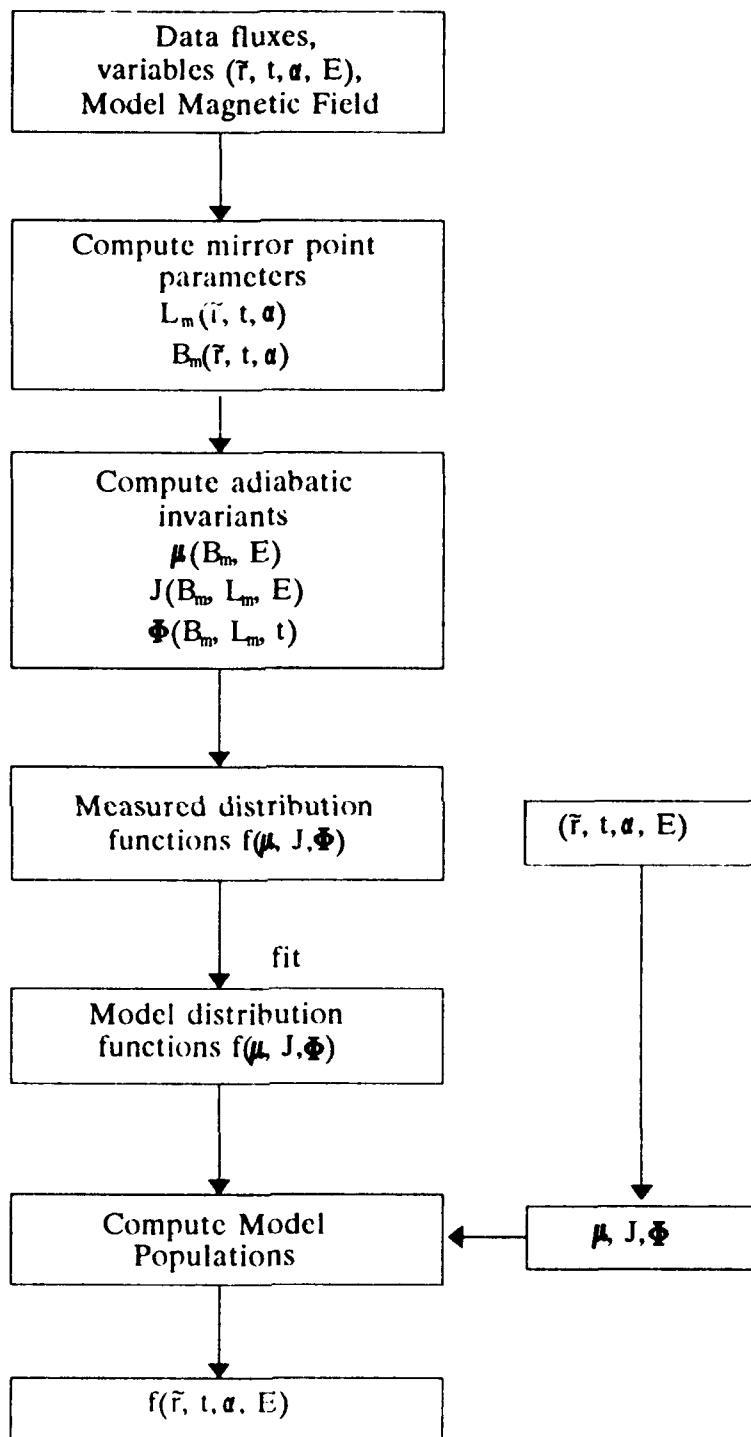 Data fluxes,
variables (r̃, t, α, E),
Model Magnetic Field
Compute mirror point
parameters
Lₘ(r̃, t, α)
Bₘ(r̃, t, α)
Compute adiabatic
invariants
μ(Bₘ, E)
J(Bₘ, Lₘ, E)
Φ(Bₘ, Lₘ, t)
Measured distribution
functions f(μ, J, Φ)
(r̃, t, α, E)
fit
Model distribution
functions f(μ, J, Φ)
Compute Model
Populations
μ, J, Φ
f(r̃, t, α, E)